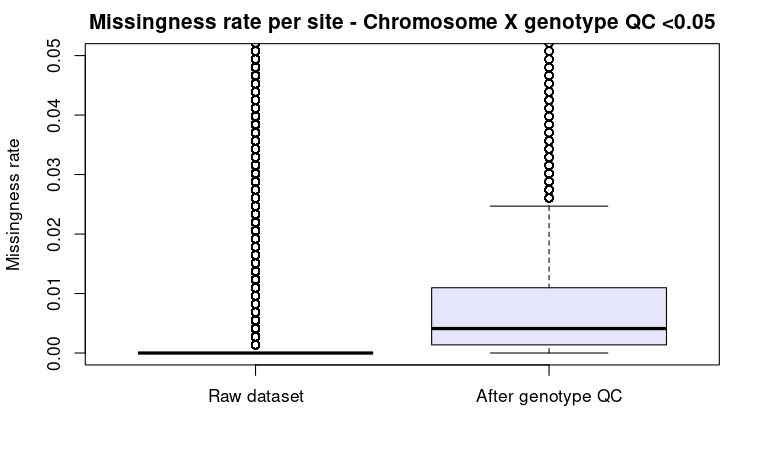 Missingness rate per site - Chromosome X genotype QC <0.05
Missingness rate
0.05
0.04
0.03
0.02
0.01
0.00
Raw dataset
After genotype QC